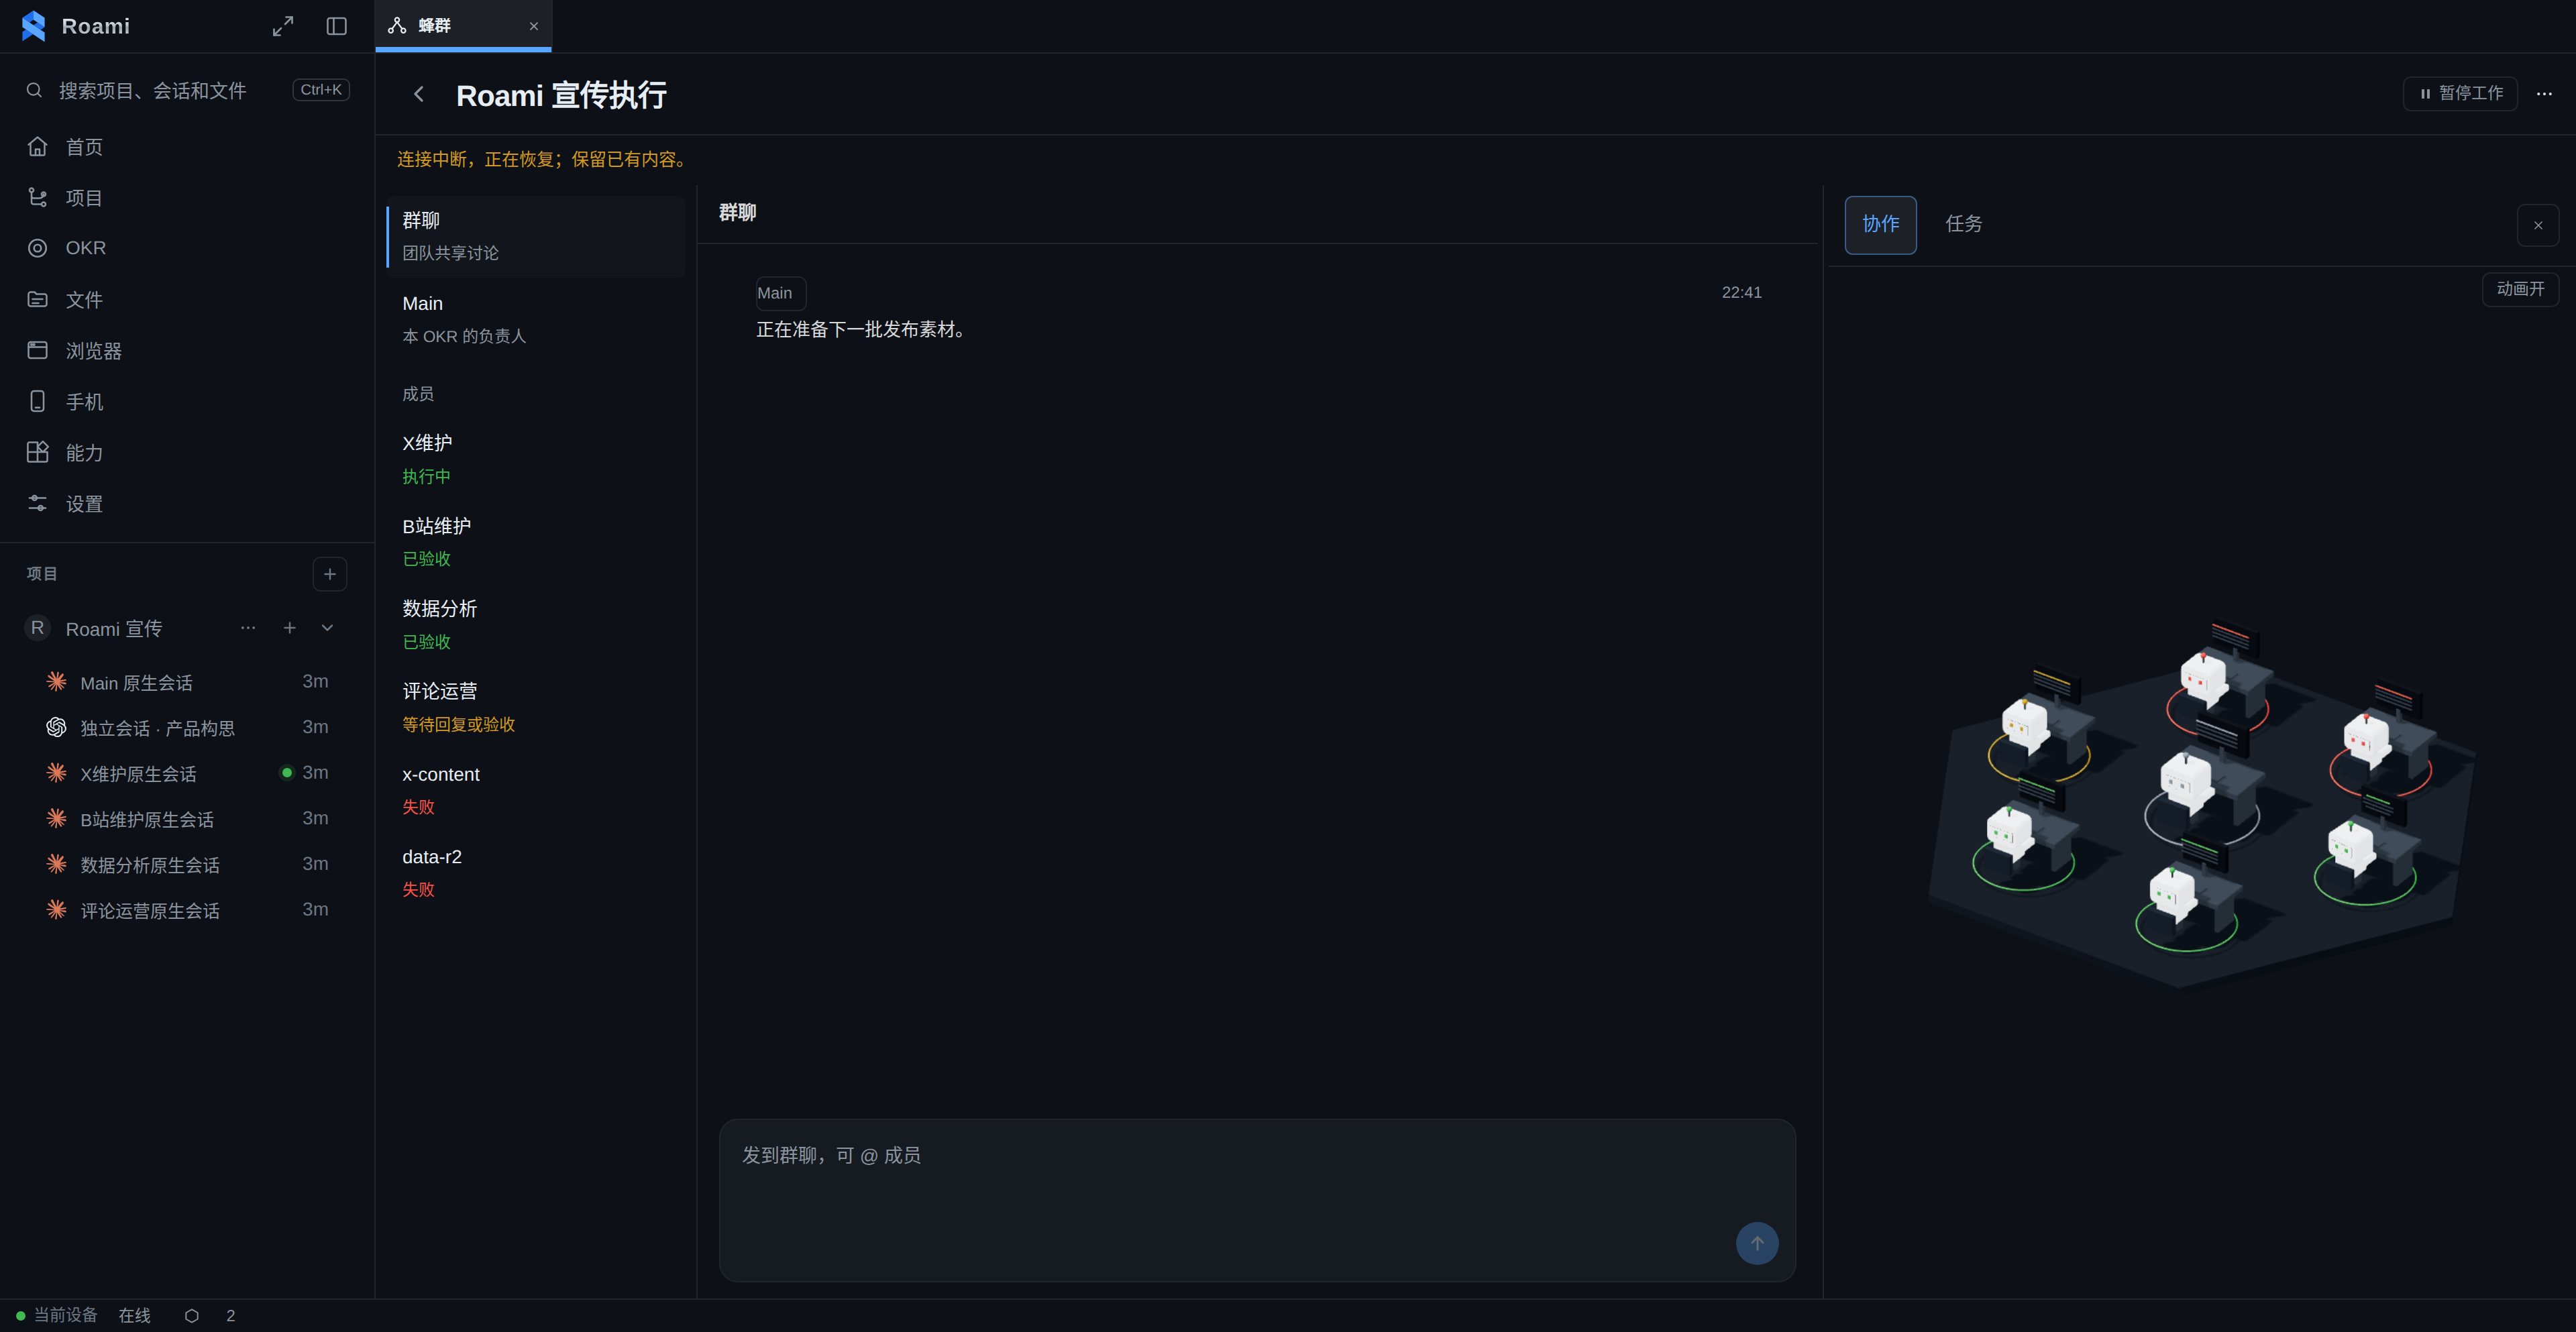 Roami
蜂群
搜索项目、会话和文件
Ctrl+K
首页
项目
OKR
文件
浏览器
手机
能力
设置
项目
R
Roami 宣传
Main 原生会话
3m
独立会话 · 产品构思
3m
X维护原生会话
3m
B站维护原生会话
3m
数据分析原生会话
3m
评论运营原生会话
3m
Roami 宣传执行
暂停工作
连接中断，正在恢复；保留已有内容。
群聊
团队共享讨论
Main
本 OKR 的负责人
成员
X维护
执行中
B站维护
已验收
数据分析
已验收
评论运营
等待回复或验收
x-content
失败
data-r2
失败
群聊
Main
22:41
正在准备下一批发布素材。
发到群聊，可 @ 成员
协作
任务
动画开
当前设备
在线
2